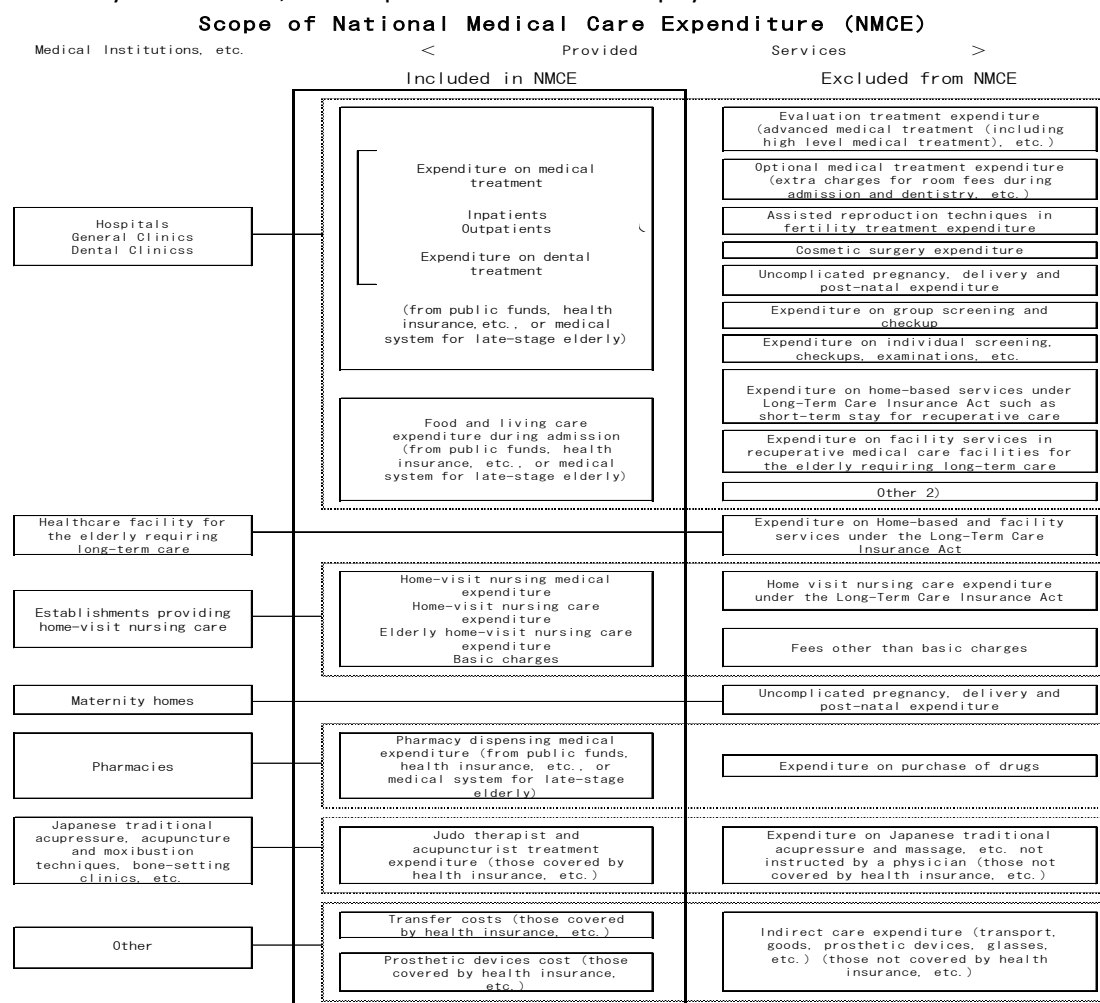 Scope of National Medical Care Expenditure (NMCE)
Medical Institutions, etc. < Provided Services >
Included in NMCE Excluded from NMCE
Hospitals
General Clinics
Dental Clinicss
Expenditure on medical
treatment
Inpatients
Outpatients
Expenditure on dental
treatment
(from public funds, health
insurance,etc., or medical
system for late-stage elderly)
Food and living care
expenditure during admission
(from public funds, health
insurance, etc., or medical
system for late-stage elderly)
Evaluation treatment expenditure
(advanced medical treatment (including
high level medical treatment), etc.)
Optional medical treatment expenditure
(extra charges for room fees during
admission and dentistry, etc.)
Assisted reproduction techniques in
fertility treatment expenditure
Cosmetic surgery expenditure
Uncomplicated pregnancy, delivery and
post-natal expenditure
Expenditure on group screening and
checkup
Expenditure on individual screening,
checkups, examinations, etc.
Expenditure on home-based services under
Long-Term Care Insurance Act such as
short-term stay for recuperative care
Expenditure on facility services in
recuperative medical care facilities for
the elderly requiring long-term care
Other 2)
Healthcare facility for
the elderly requiring
long-term care
Expenditure on Home-based and facility
services under the Long-Term Care
Insurance Act
Establishments providing
home-visit nursing care
Home-visit nursing medical
expenditure
Home-visit nursing care
expenditure
Elderly home-visit nursing care
expenditure
Basic charges
Home visit nursing care expenditure
under the Long-Term Care Insurance Act
Fees other than basic charges
Maternity homes
Uncomplicated pregnancy, delivery and
post-natal expenditure
Pharmacies
Pharmacy dispensing medical
expenditure (from public funds,
health insurance, etc., or
medical system for late-stage
elderly)
Expenditure on purchase of drugs
Japanese traditional
acupressure, acupuncture
and moxibustion
techniques, bone-setting
clinics, etc.
Judo therapist and
acupuncturist treatment
expenditure (those covered by
health insurance, etc.)
Expenditure on Japanese traditional
acupressure and massage, etc. not
instructed by a physician (those not
covered by health insurance, etc.)
Other
Transfer costs (those covered
by health insurance, etc.)
Prosthetic devices cost (those
covered by health insurance,
etc.)
Indirect care expenditure (transport,
goods, prosthetic devices, glasses,
etc.) (those not covered by health
insurance, etc.)